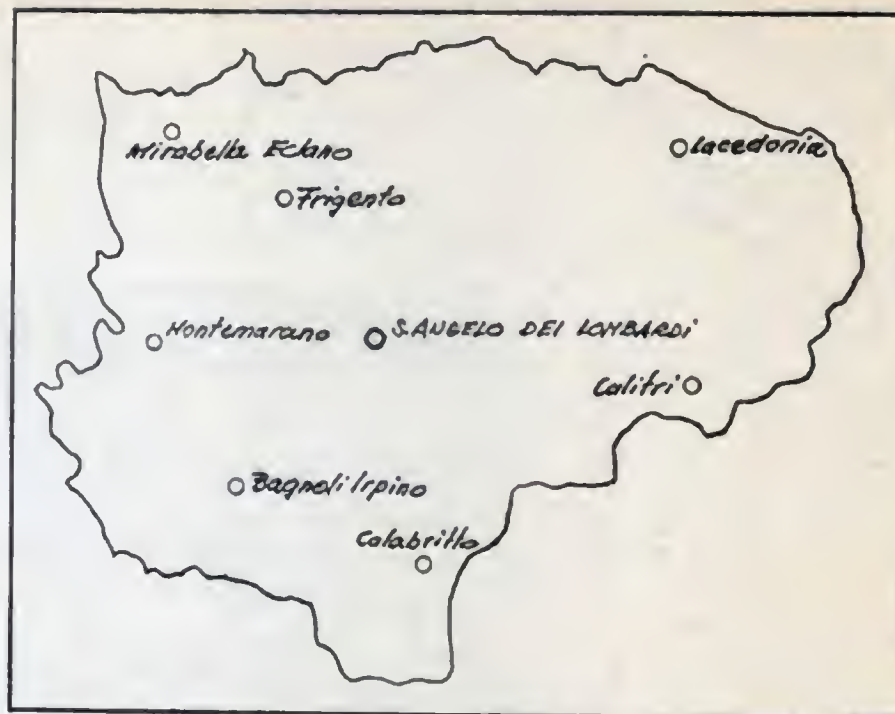 Mirabella Eclano
Lacedonia
Frigento
Montemarano
S. ANGELO DEI LOMBARDI
Calitri
Bagnoli Irpino
Calabritto